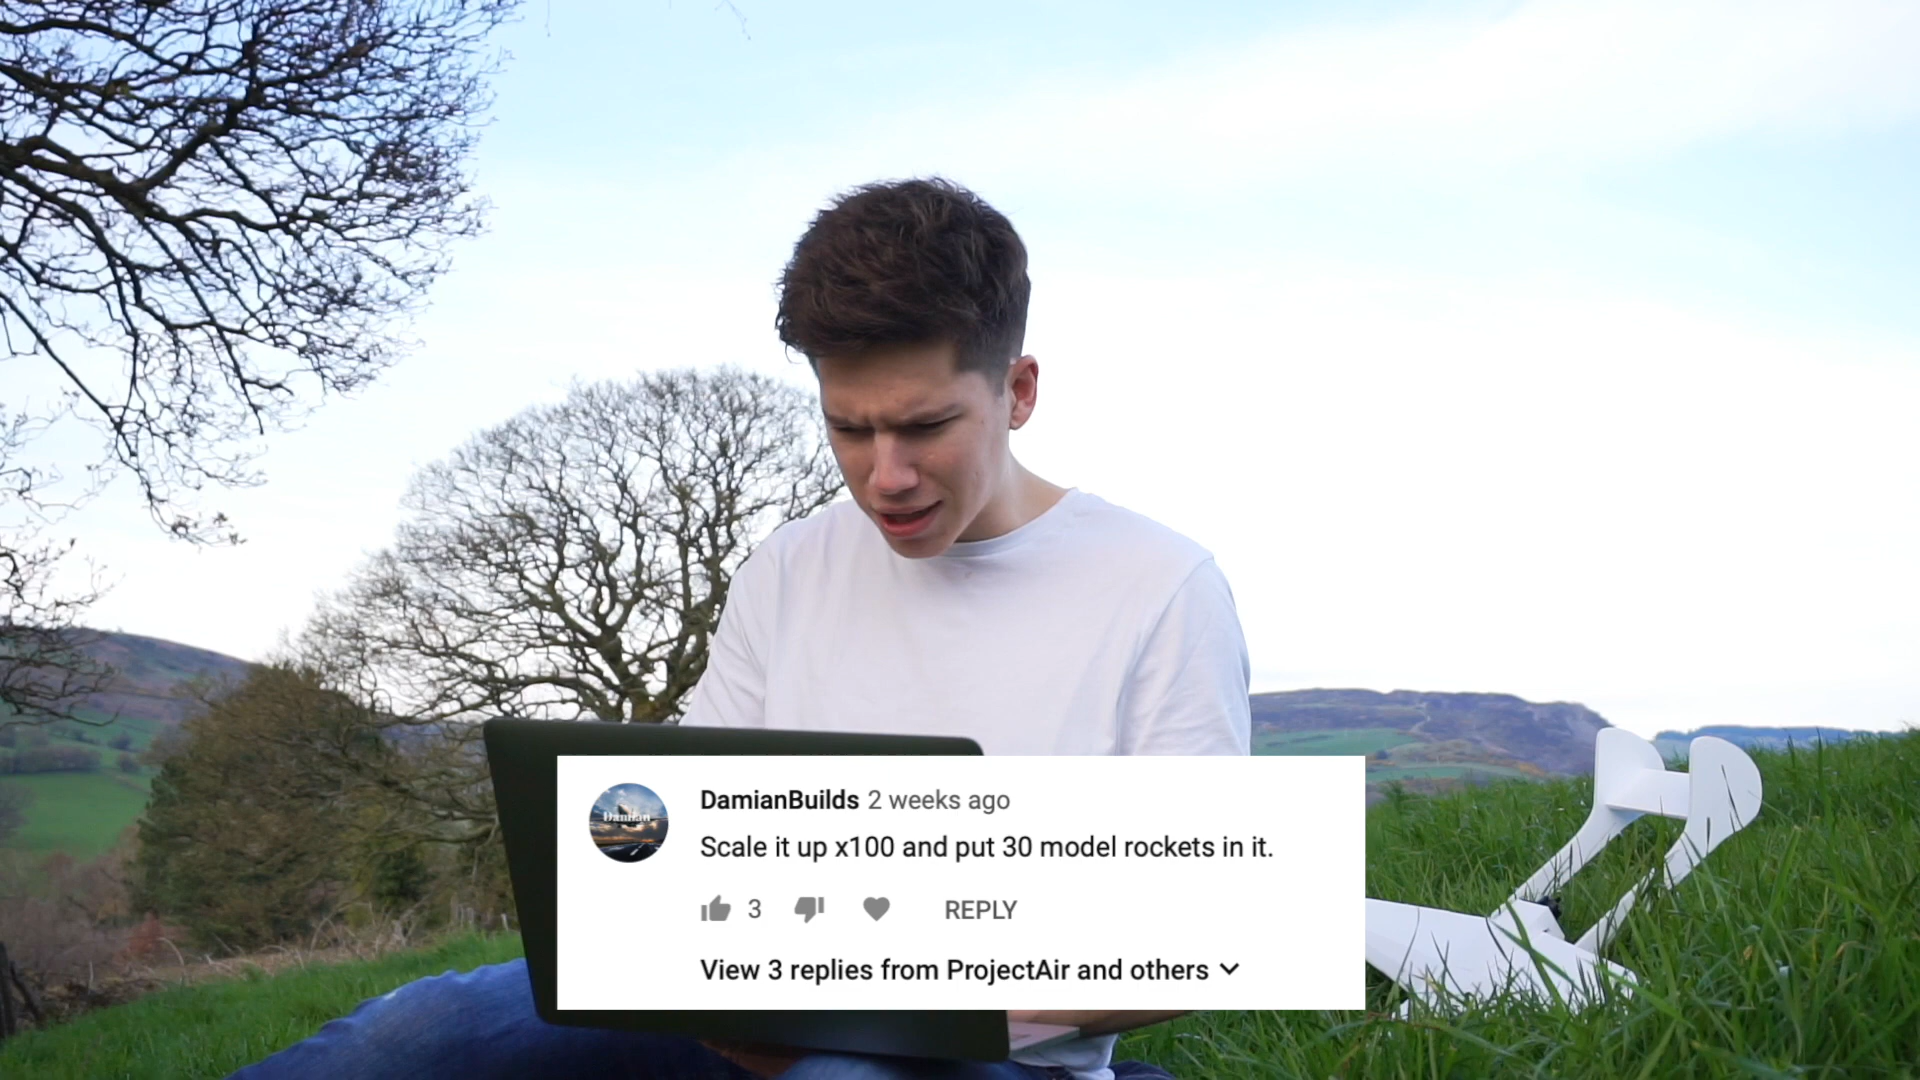 Damian
DamianBuilds 2 weeks ago
Scale it up x100 and put 30 model rockets in it.
3
REPLY
View 3 replies from ProjectAir and others